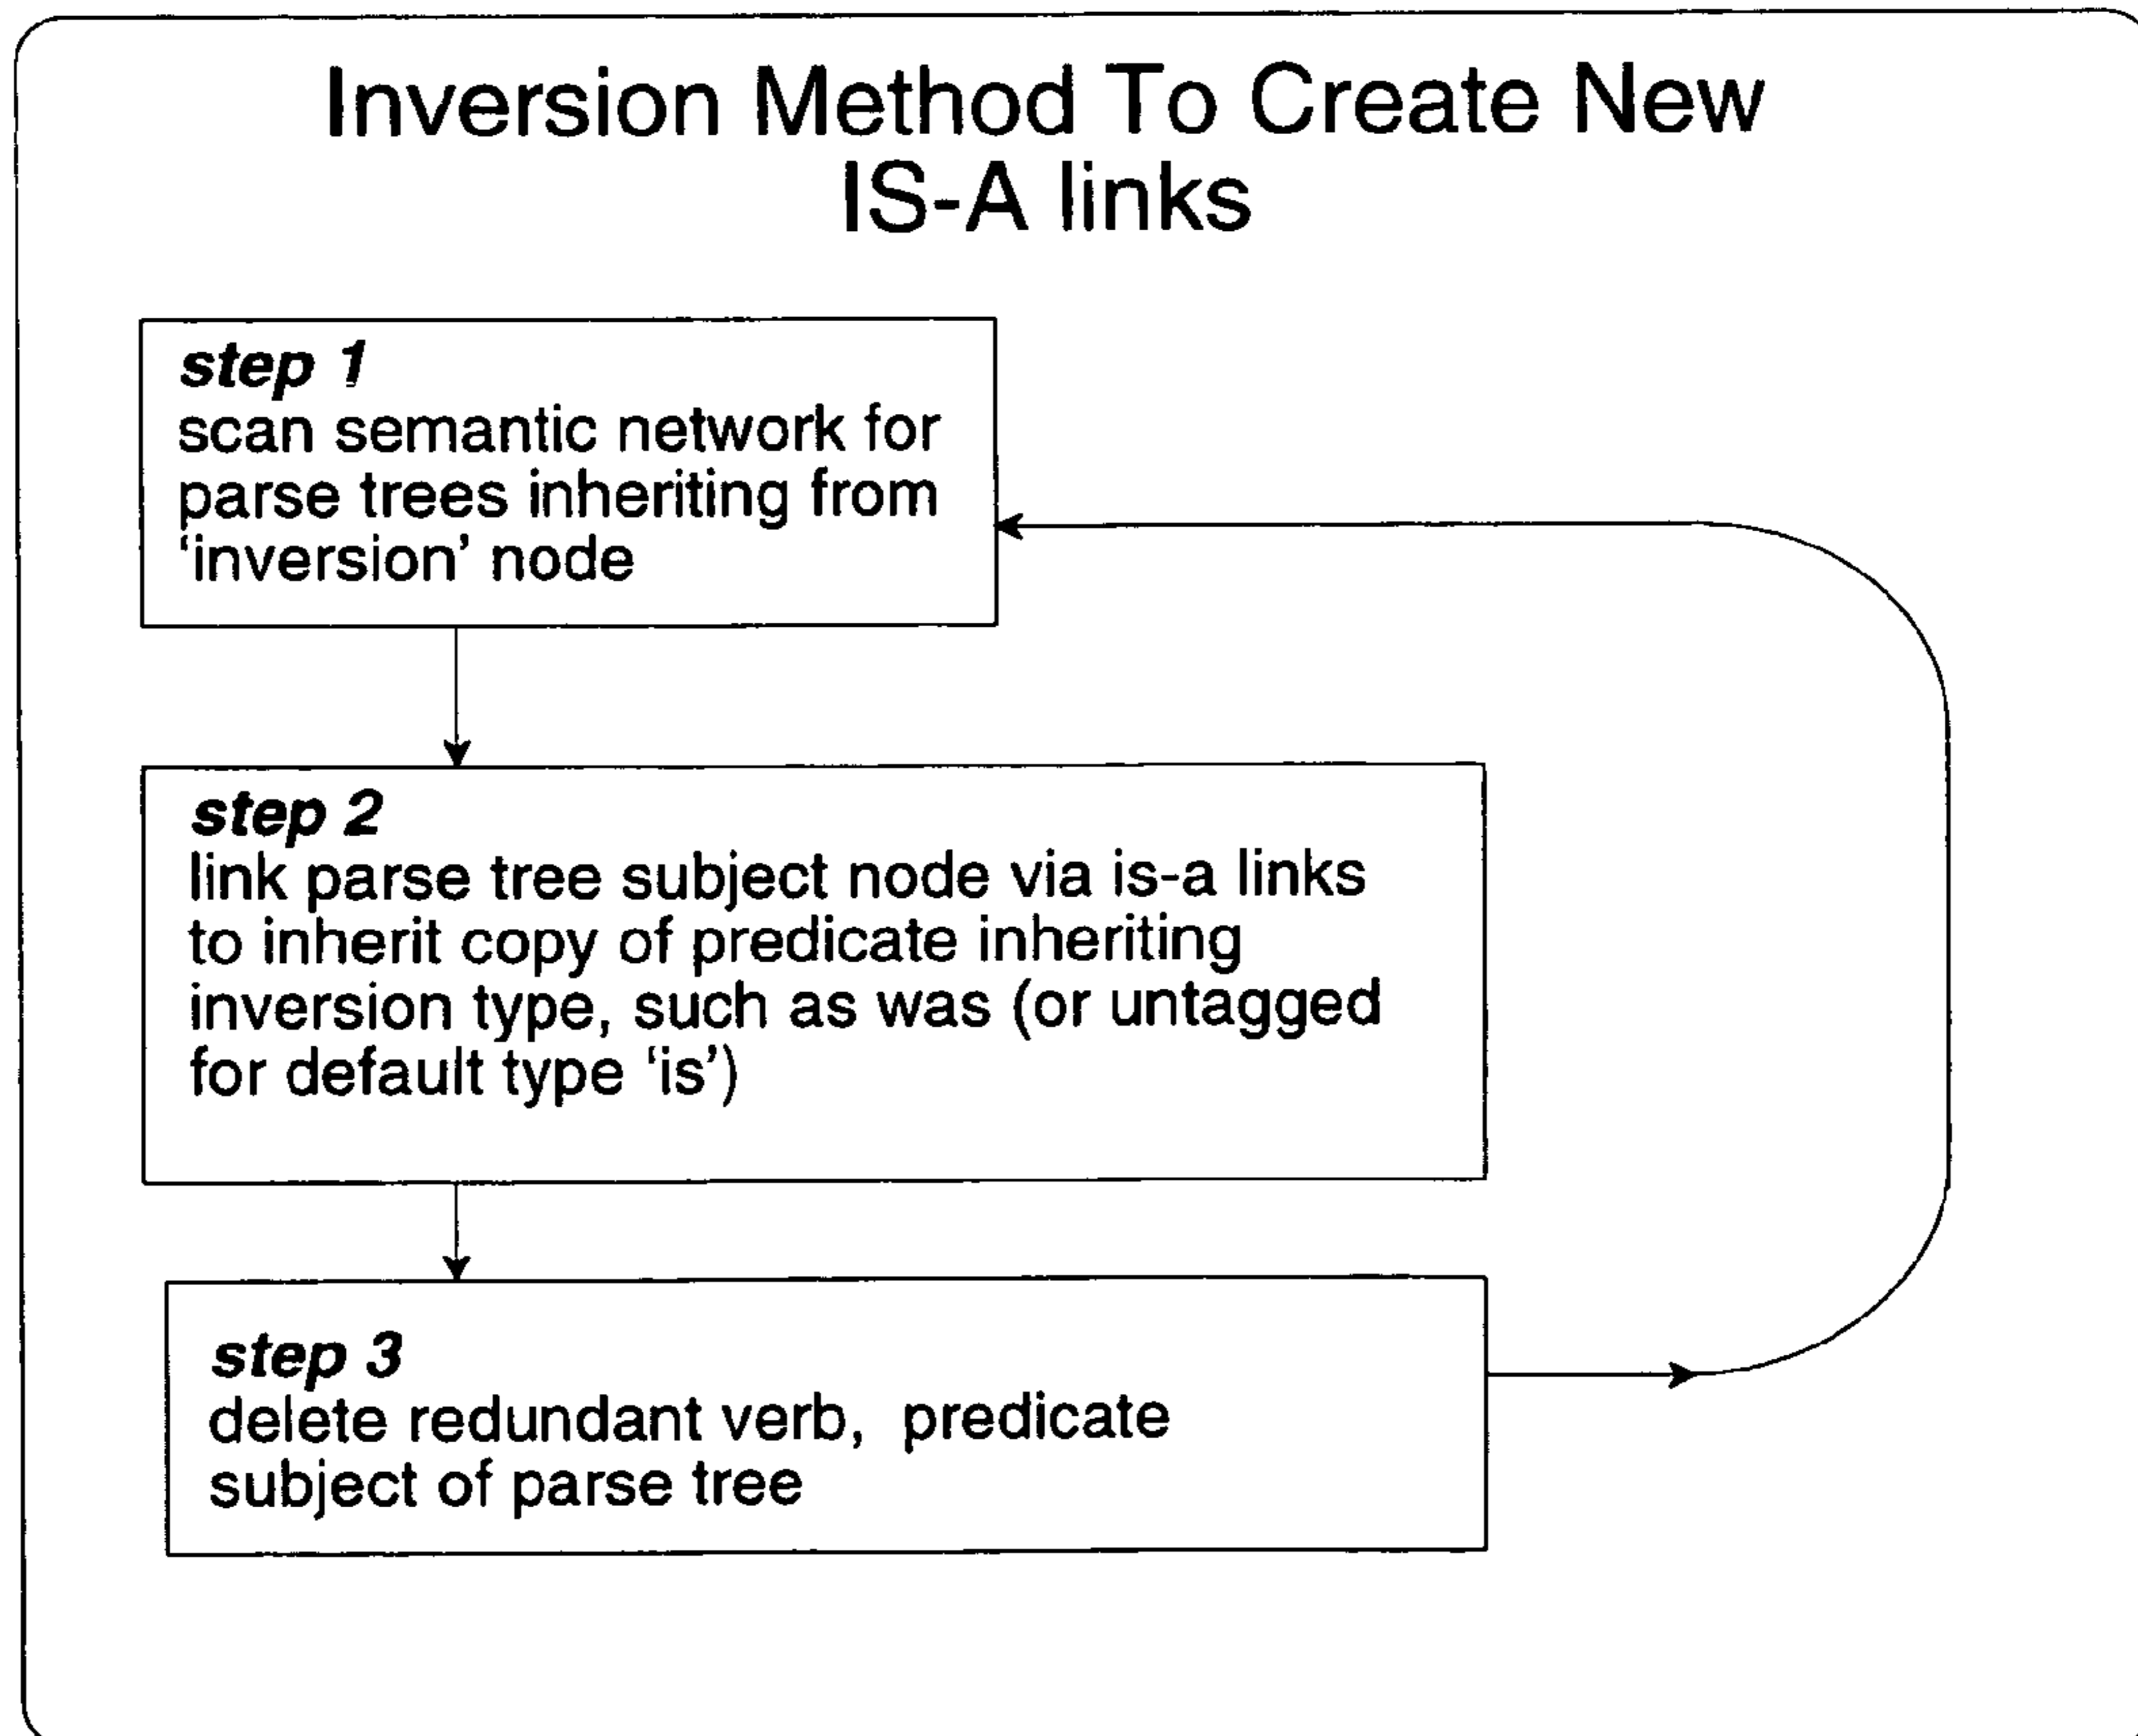 Inversion Method To Create New
IS-A links
step 1
scan semantic network for
parse trees inheriting from
‘inversion’ node
step 2
link parse tree subject node via is-a links
to inherit copy of predicate inheriting
inversion type, such as was (or untagged
for default type ‘is’)
step 3
delete redundant verb, predicate
subject of parse tree